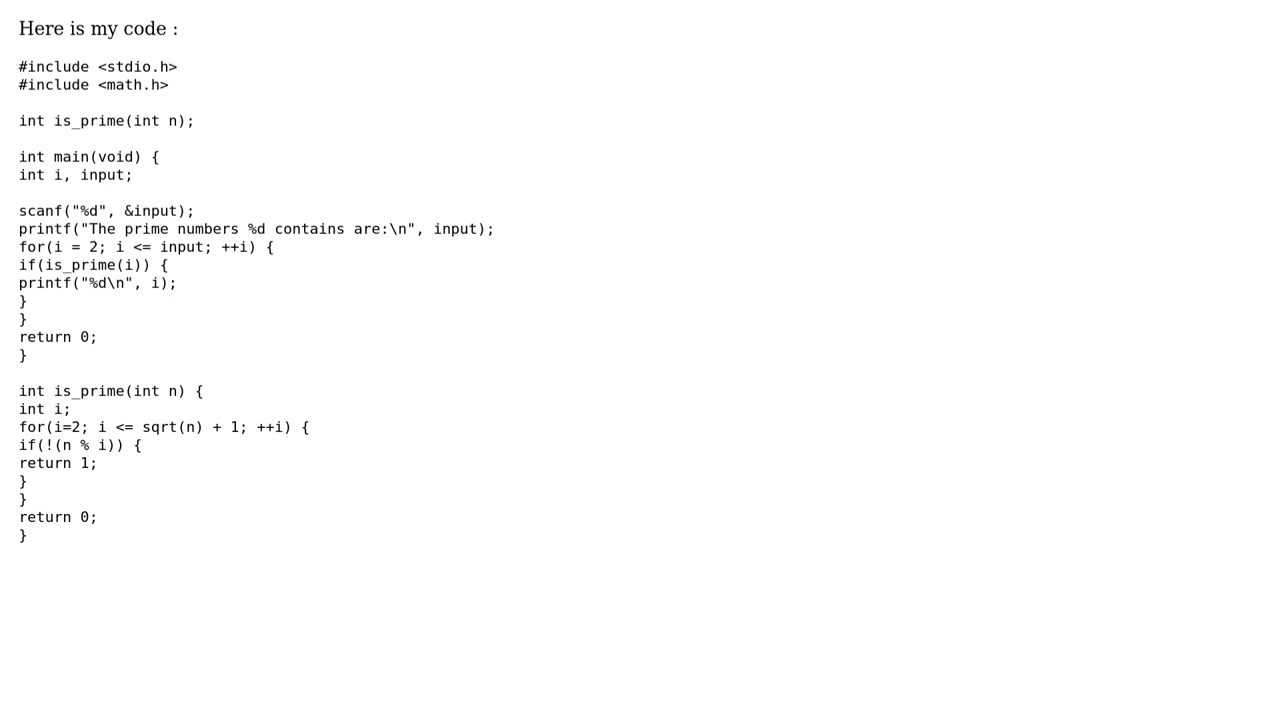 Here is my code :
#include <stdio.h>
#include <math.h>
int is_prime(int n);
int main(void) {
int i, input;
scanf("%d", &input);
printf("The prime numbers %d contains are:\n", input);
for(i = 2; i <= input; ++i) {
if(is_prime(i)) {
printf("%d\n", i);
}
}
return 0;
}
int is_prime(int n) {
int i;
for(i=2; i <= sqrt(n) + 1; ++i) {
if(!(n % i)) {
return 1;
}
}
return 0;
}